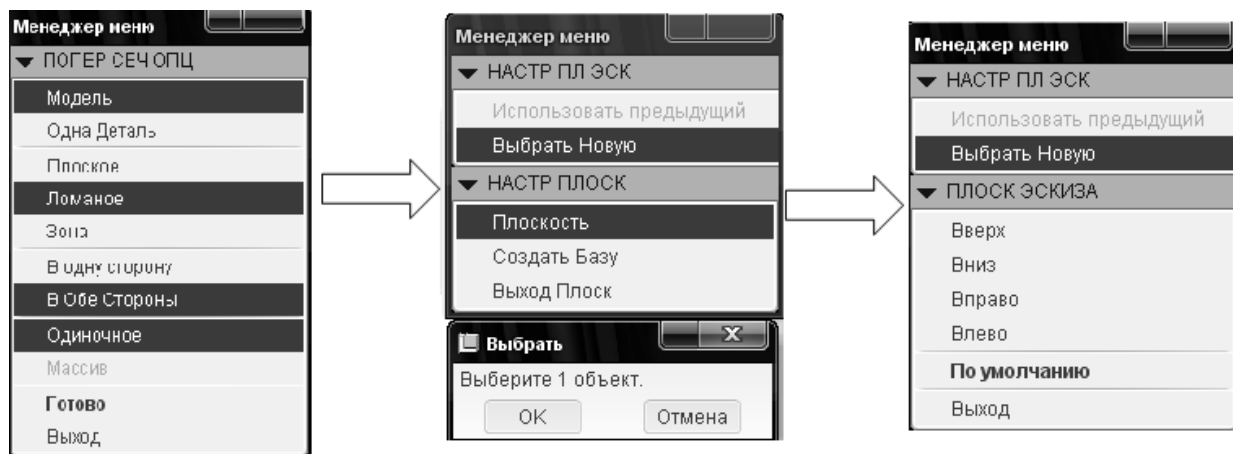 Менеджер меню
ПОПЕР СЕЧ ОПЦ
Модель
Одна Деталь
Плоское
Ломаное
Зона
В одну сторону
В Обе Стороны
Одиночное
Массив
Готово
Выход
Менеджер меню
НАСТР ПЛ ЭСК
Использовать предыдущий
Выбрать Новую
НАСТР ПЛОСК
Плоскость
Создать Базу
Выход Плоск
Выбрать
Выберите 1 объект.
OK
Отмена
Менеджер меню
НАСТР ПЛ ЭСК
Использовать предыдущий
Выбрать Новую
ПЛОСК ЭСКИЗА
Вверх
Вниз
Вправо
Влево
По умолчанию
Выход